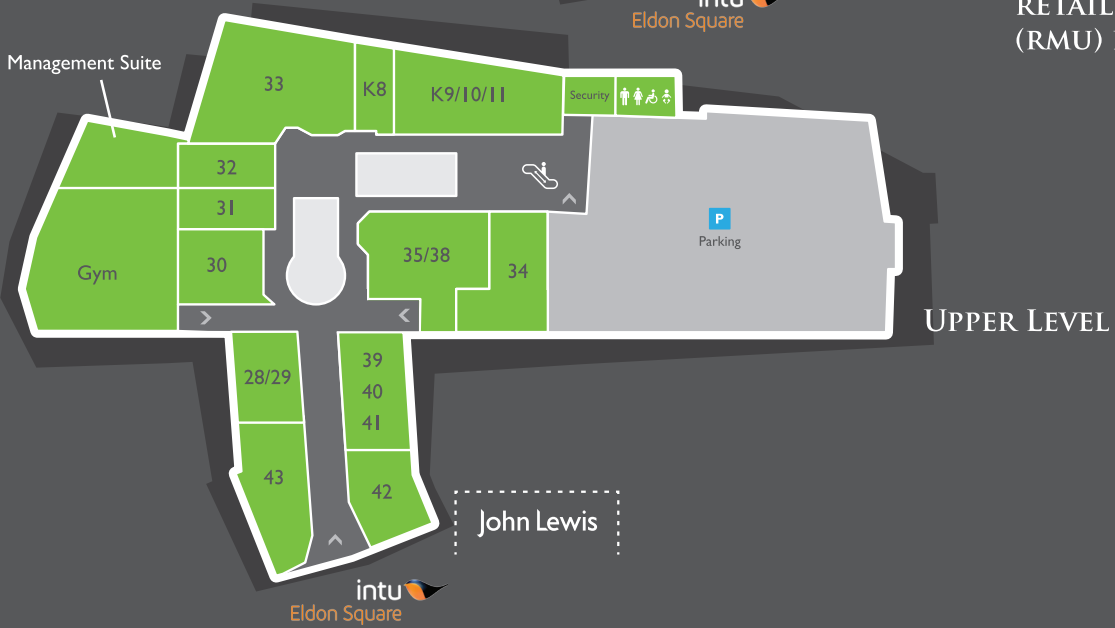 intu
Eldon Square
RETAIL
(RMU)
Management Suite
33
K8
K9/10/11
Security
32
31
30
Gym
35/38
34
P
Parking
UPPER LEVEL
28/29
39
40
41
43
42
John Lewis
intu
Eldon Square